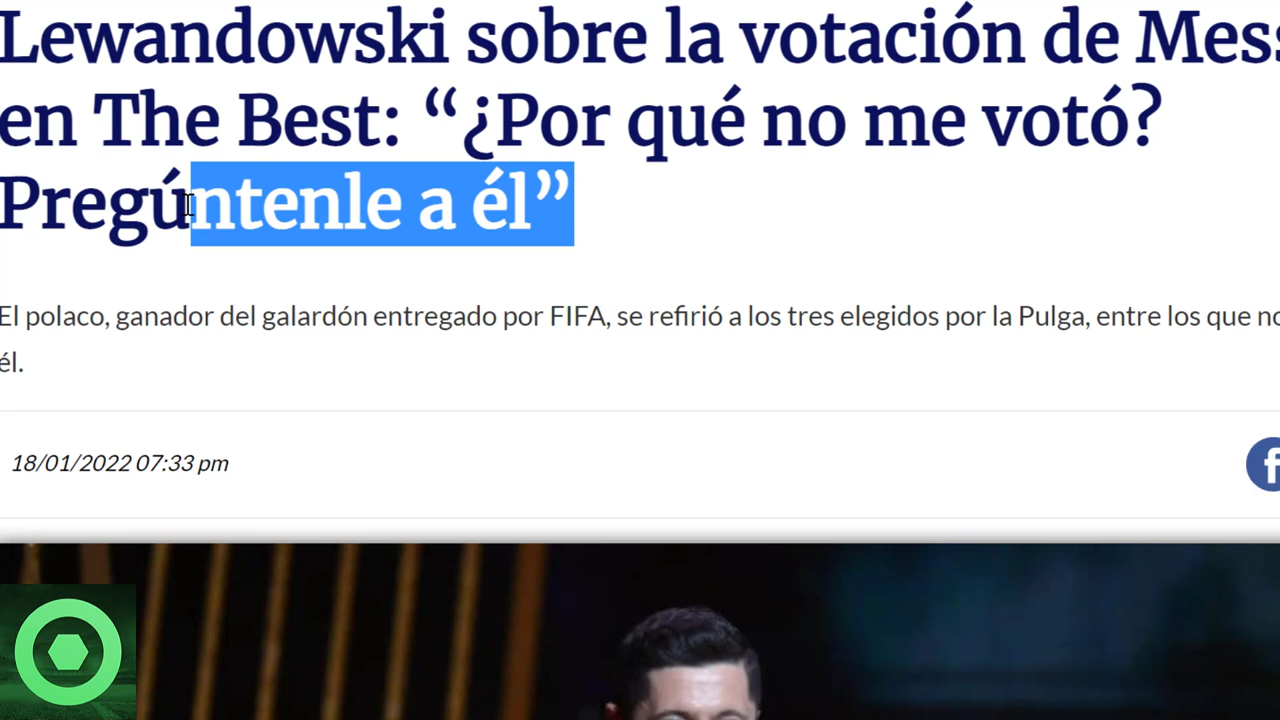 Lewandowski sobre la votación de Mess
en The Best: “¿Por qué no me votó?
Pregúntenle a él”
El polaco, ganador del galardón entregado por FIFA, se refirió a los tres elegidos por la Pulga, entre los que no
él.
18/01/2022 07:33 pm
f